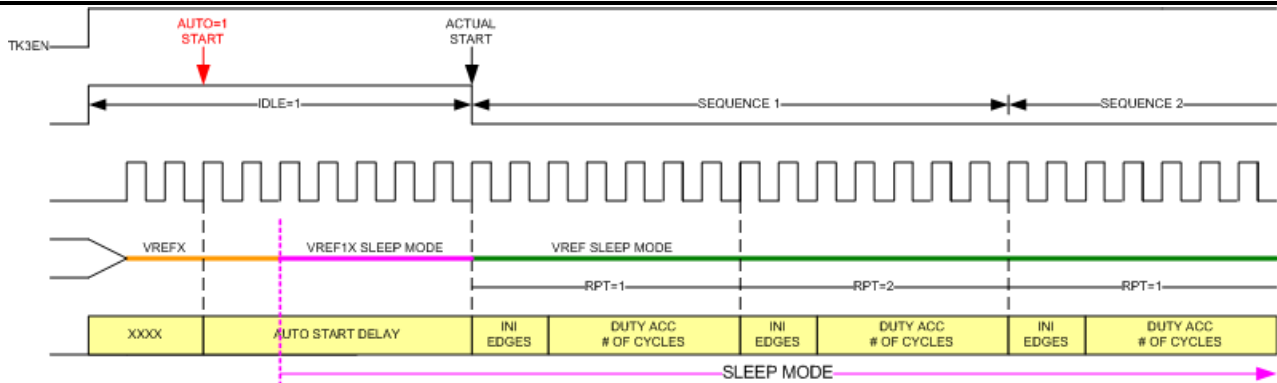 AUTO=1
START
ACTUAL
START
TK3EN
IDLE=1
SEQUENCE 1
SEQUENCE 2
VREFX
VREF1X SLEEP MODE
VREF SLEEP MODE
RPT=1
RPT=2
RPT=1
XXXX
AUTO START DELAY
INI
EDGES
DUTY ACC
# OF CYCLES
INI
EDGES
DUTY ACC
# OF CYCLES
INI
EDGES
DUTY ACC
# OF CYCLES
SLEEP MODE